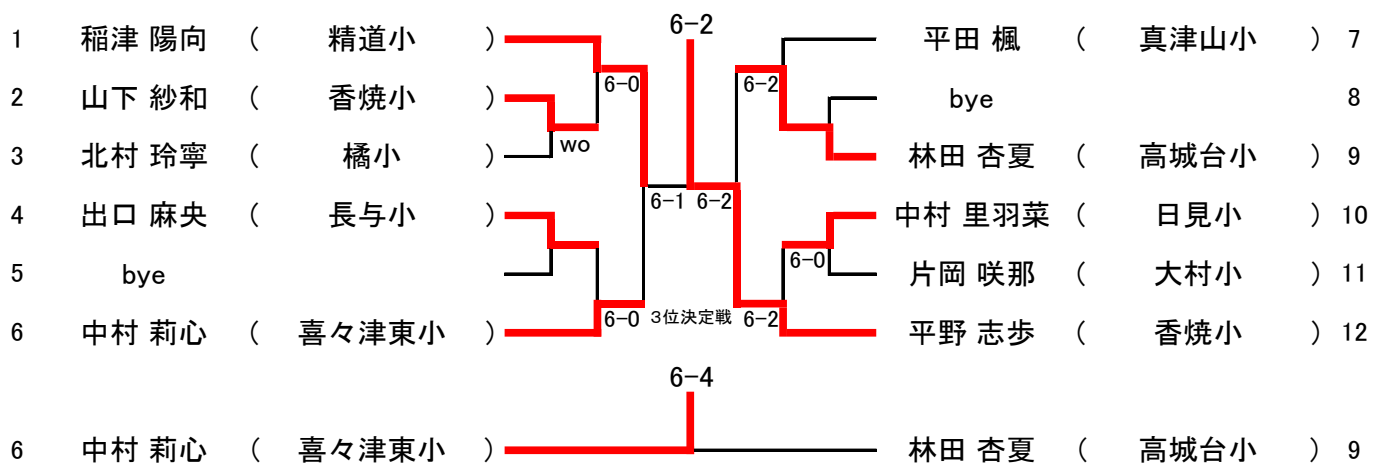 6-2
1 稲津 陽向 ( 精道小 ) 平田 楓 ( 真津山小 ) 7
6-0 6-2
2 山下 紗和 ( 香焼小 ) bye 8
wo
3 北村 玲寧 ( 橘小 ) 林田 杏夏 ( 高城台小 ) 9
6-1 6-2
4 出口 麻央 ( 長与小 ) 中村 里羽菜 ( 日見小 ) 10
6-0
5 bye 片岡 咲那 ( 大村小 ) 11
6-0 3位決定戦 6-2
6 中村 莉心 ( 喜々津東小 ) 平野 志歩 ( 香焼小 ) 12
6-4
6 中村 莉心 ( 喜々津東小 ) 林田 杏夏 ( 高城台小 ) 9